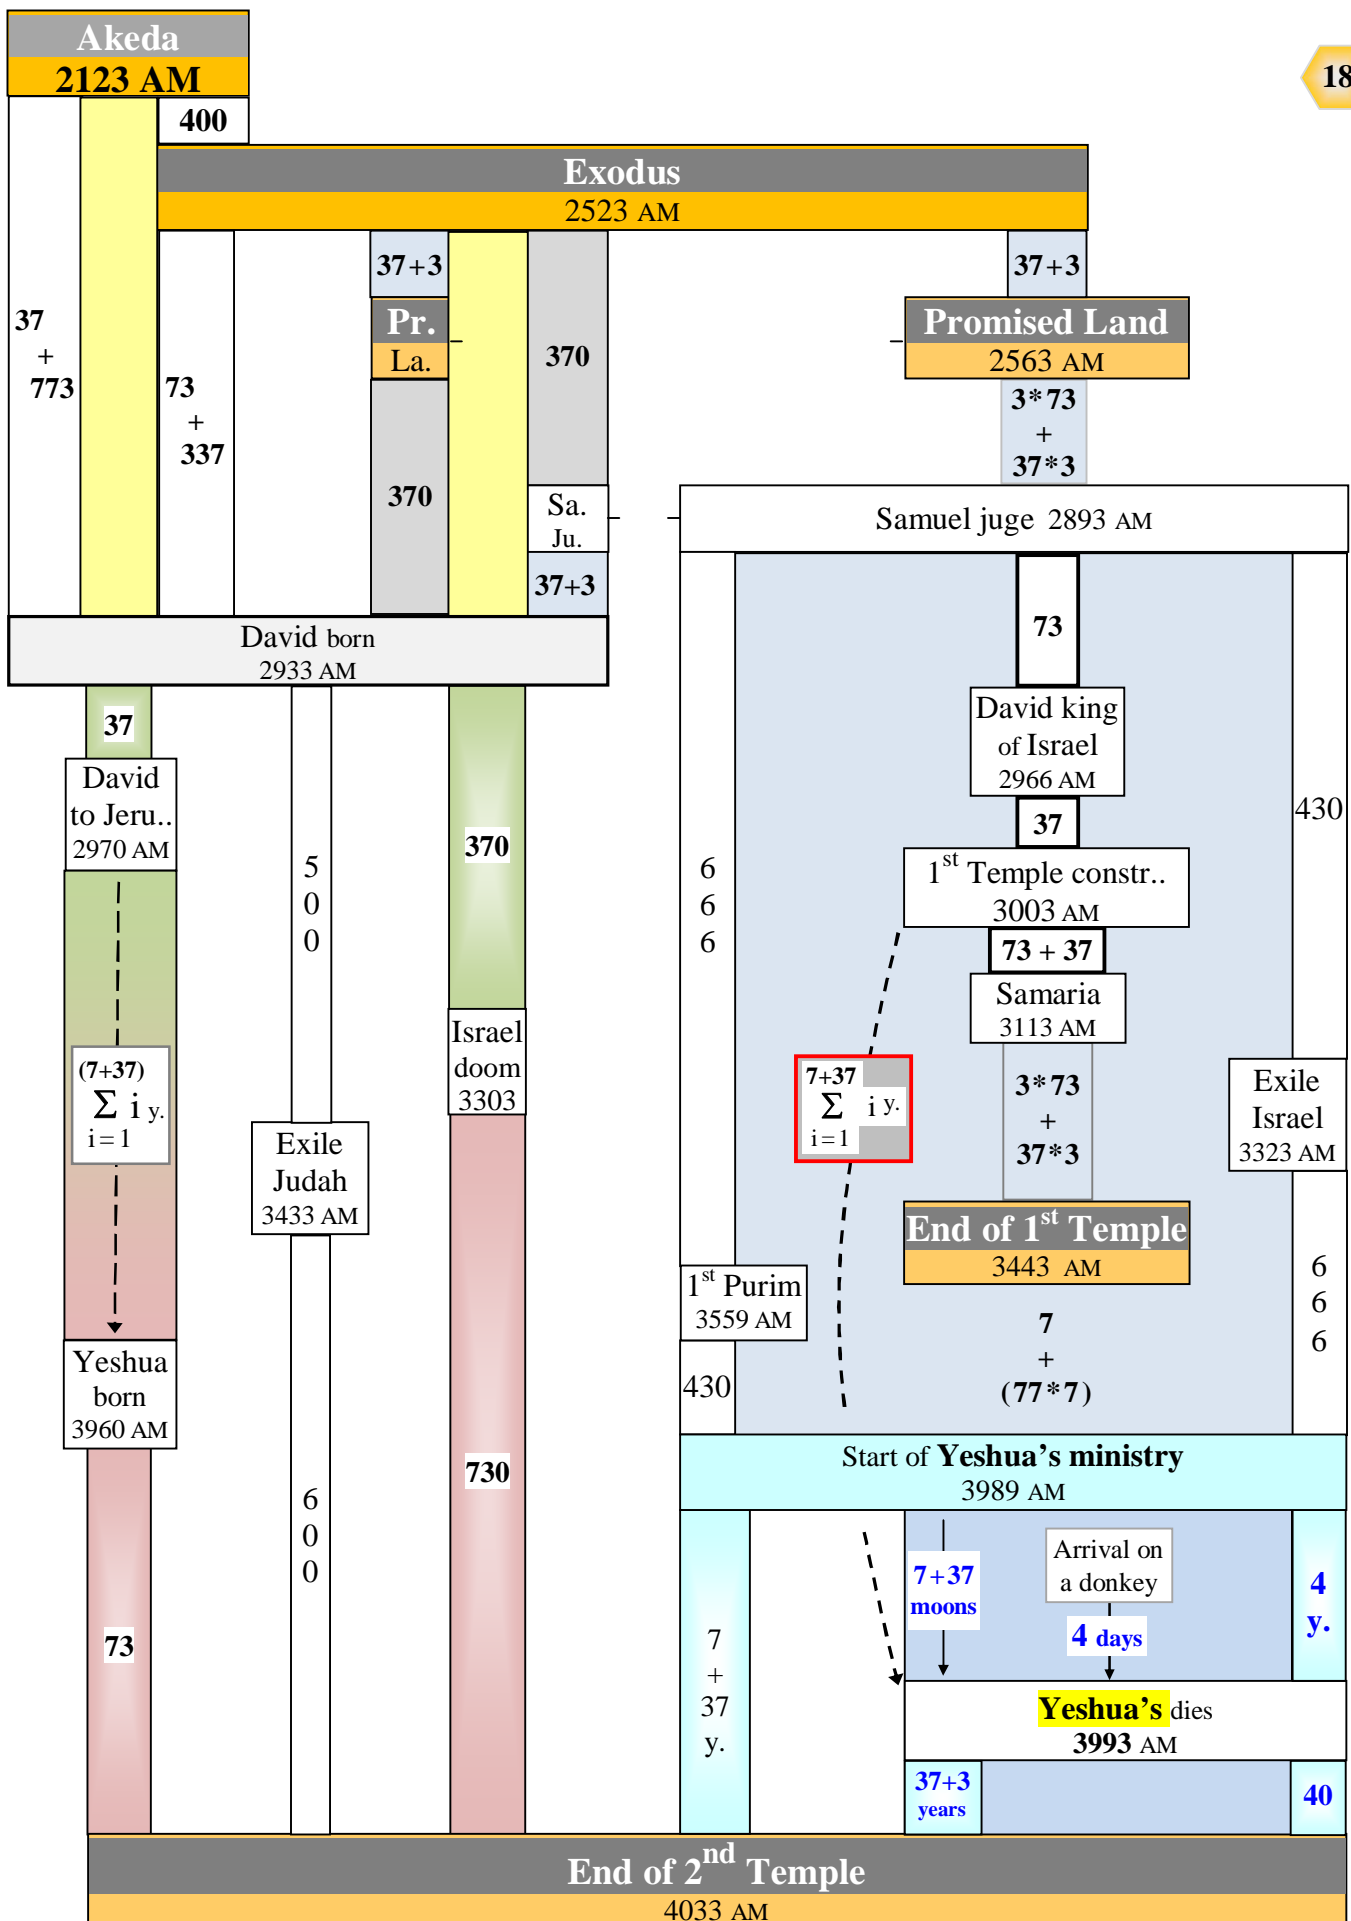 Akeda
2123 AM
18
400
Exodus
2523 AM
37+3
37+3
37
+
773
Pr.
La.
370
Promised Land
2563 AM
73
+
337
3*73
+
37*3
370
Sa.
Ju.
Samuel juge 2893 AM
37+3
73
David born
2933 AM
37
David king
of Israel
2966 AM
David
to Jeru..
2970 AM
430
37
370
5
0
0
6
6
6
1st Temple constr..
3003 AM
73 + 37
Samaria
3113 AM
Israel
doom
3303
(7+37)
Σ i y.
i = 1
7+37
Σ i y.
i = 1
3*73
+
37*3
Exile
Israel
3323 AM
Exile
Judah
3433 AM
End of 1st Temple
3443 AM
1st Purim
3559 AM
6
6
6
7
+
(77*7)
Yeshua
born
3960 AM
430
730
Start of Yeshua's ministry
3989 AM
6
0
0
7+37
moons
Arrival on
a donkey
4
y.
73
7
+
37
y.
4 days
Yeshua's dies
3993 AM
37+3
years
40
End of 2nd Temple
4033 AM